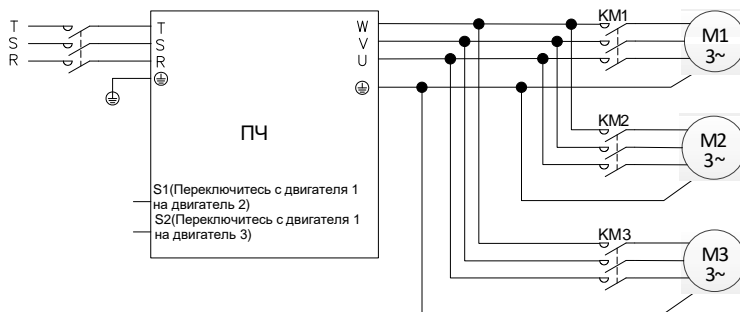 T T W KM1 M1
S S V 3~
R R U
KM2 M2
3~
ПЧ
S1(Переключитесь с двигателя 1
на двигатель 2)
S2(Переключитесь с двигателя 1
на двигатель 3)
KM3 M3
3~